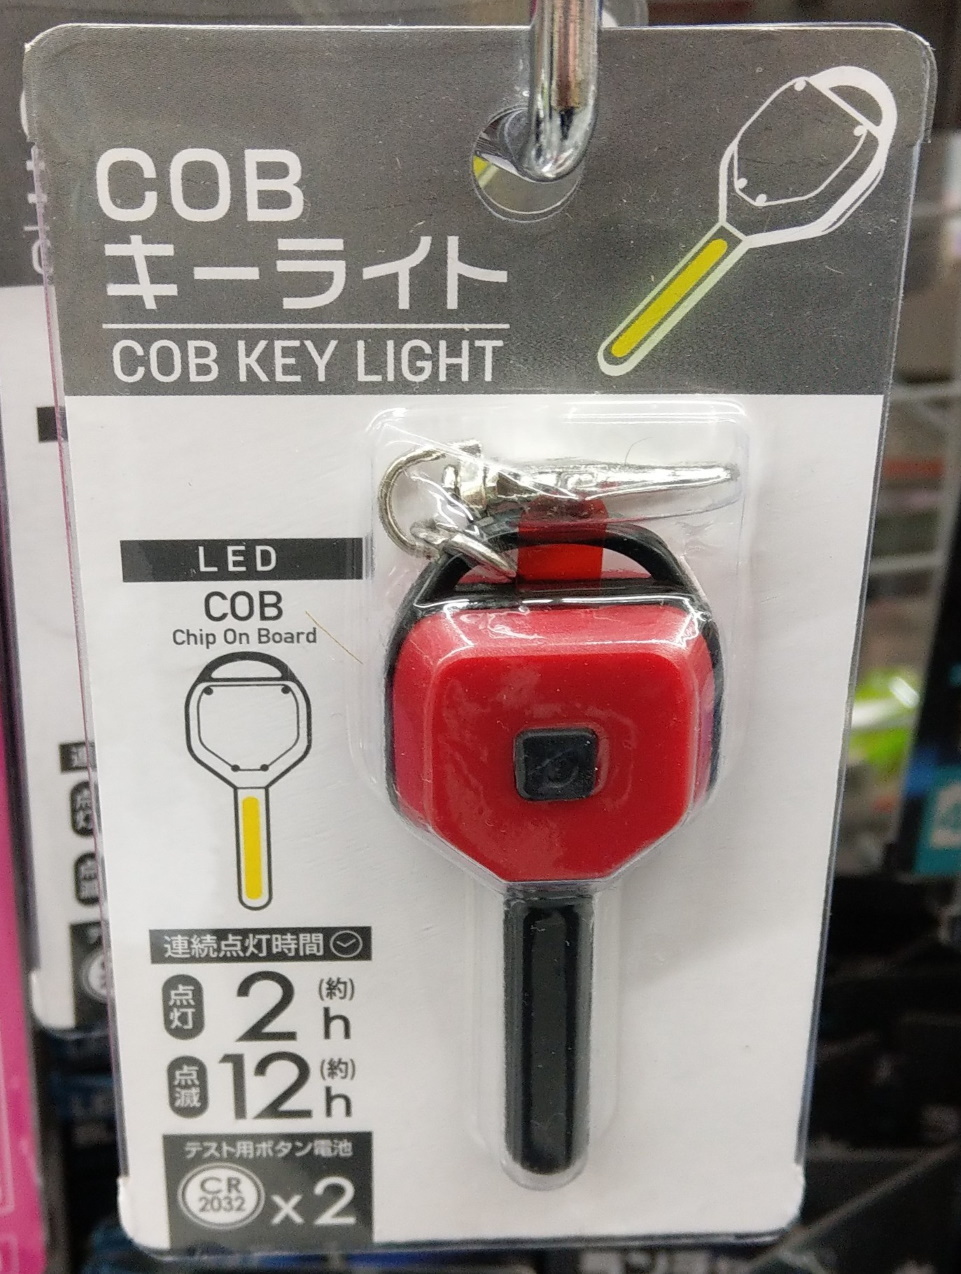 COB
キーライト
COB KEY LIGHT
LED
COB
Chip On Board
連続点灯時間
点灯 2(約)h
点滅 12(約)h
テスト用ボタン電池
CR
2032 x2